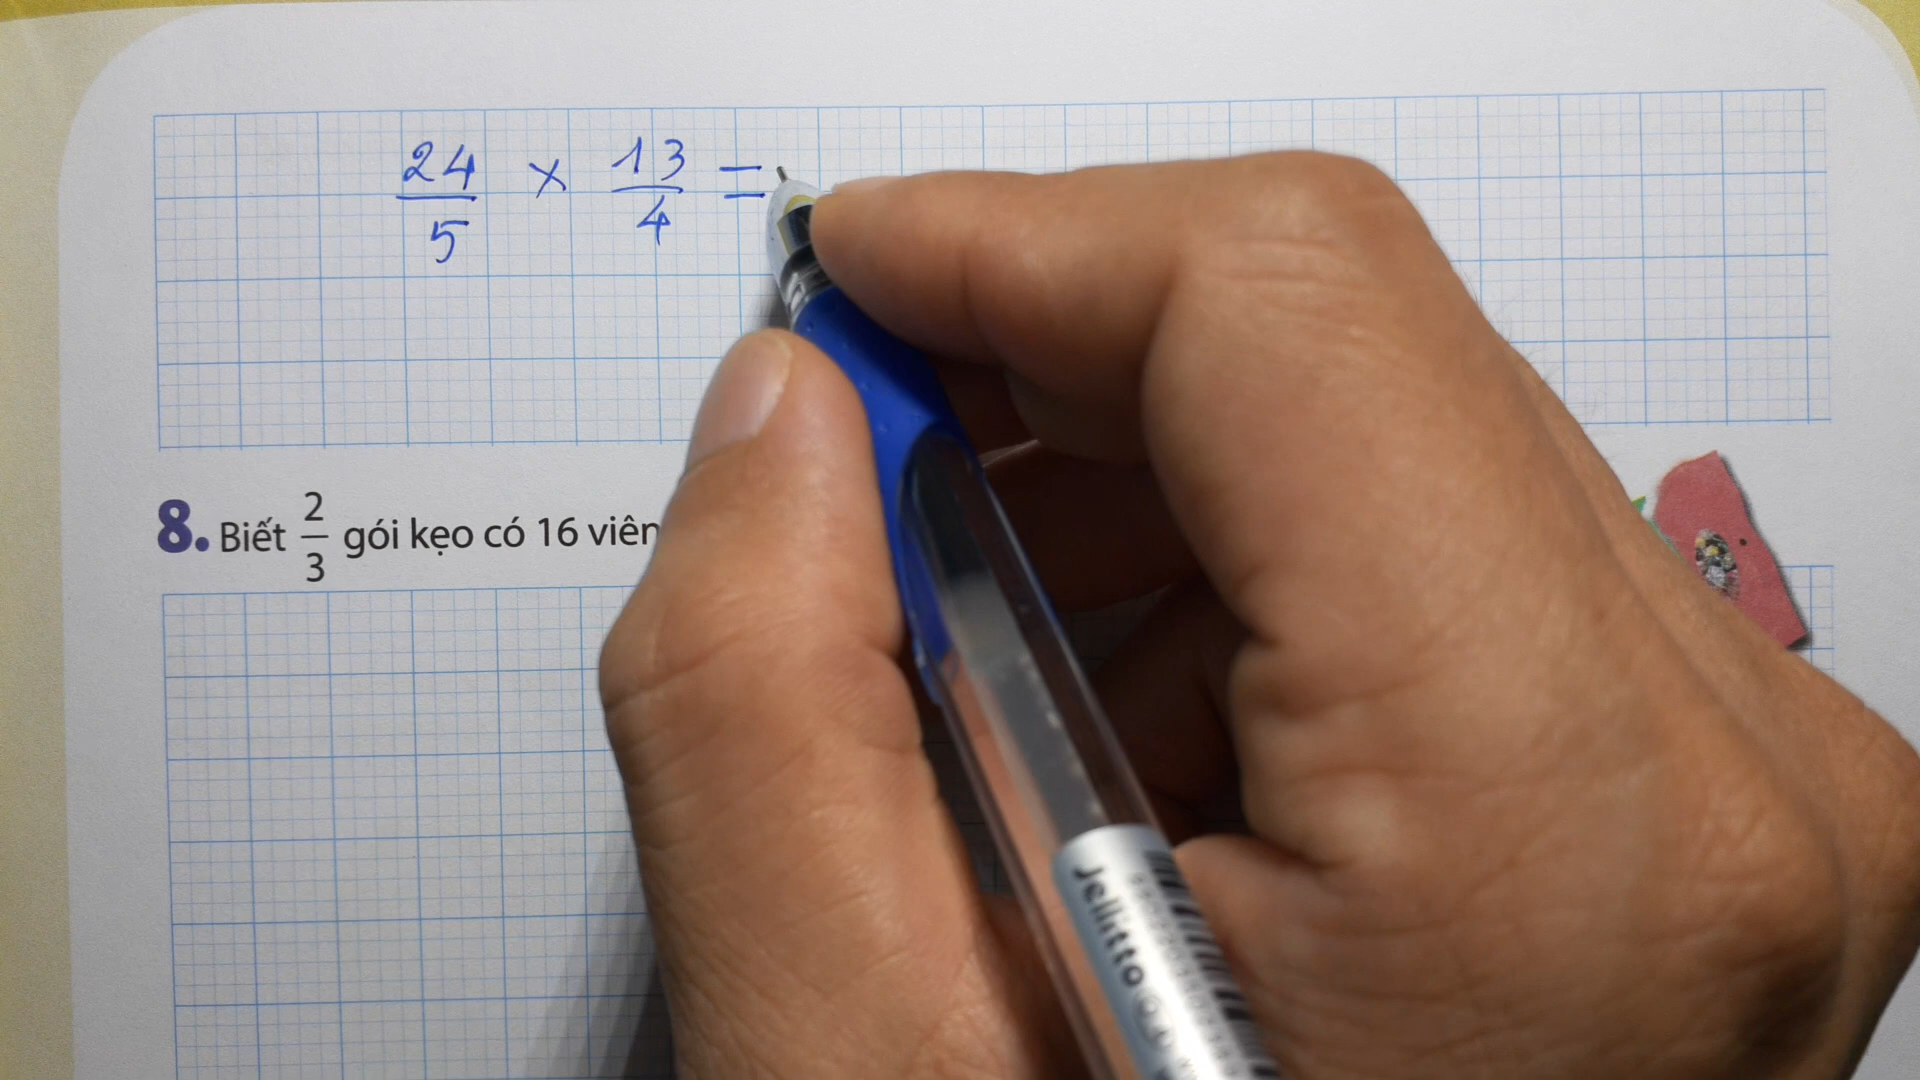 24/5 × 13/4 =
8. Biết 2/3 gói kẹo có 16 viên
Jellitto